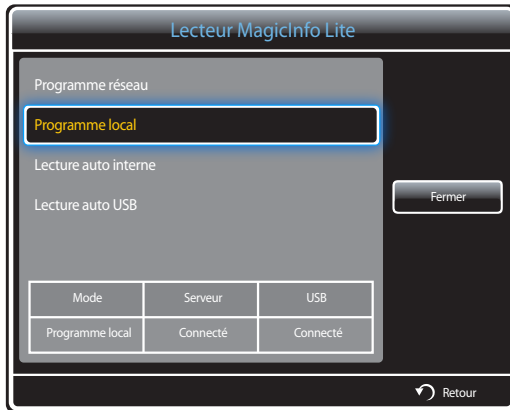 Lecteur MagicInfo Lite
Programme réseau
Programme local
Lecture auto interne
Lecture auto USB
Fermer
Mode Serveur USB
Programme local Connecté Connecté
Retour